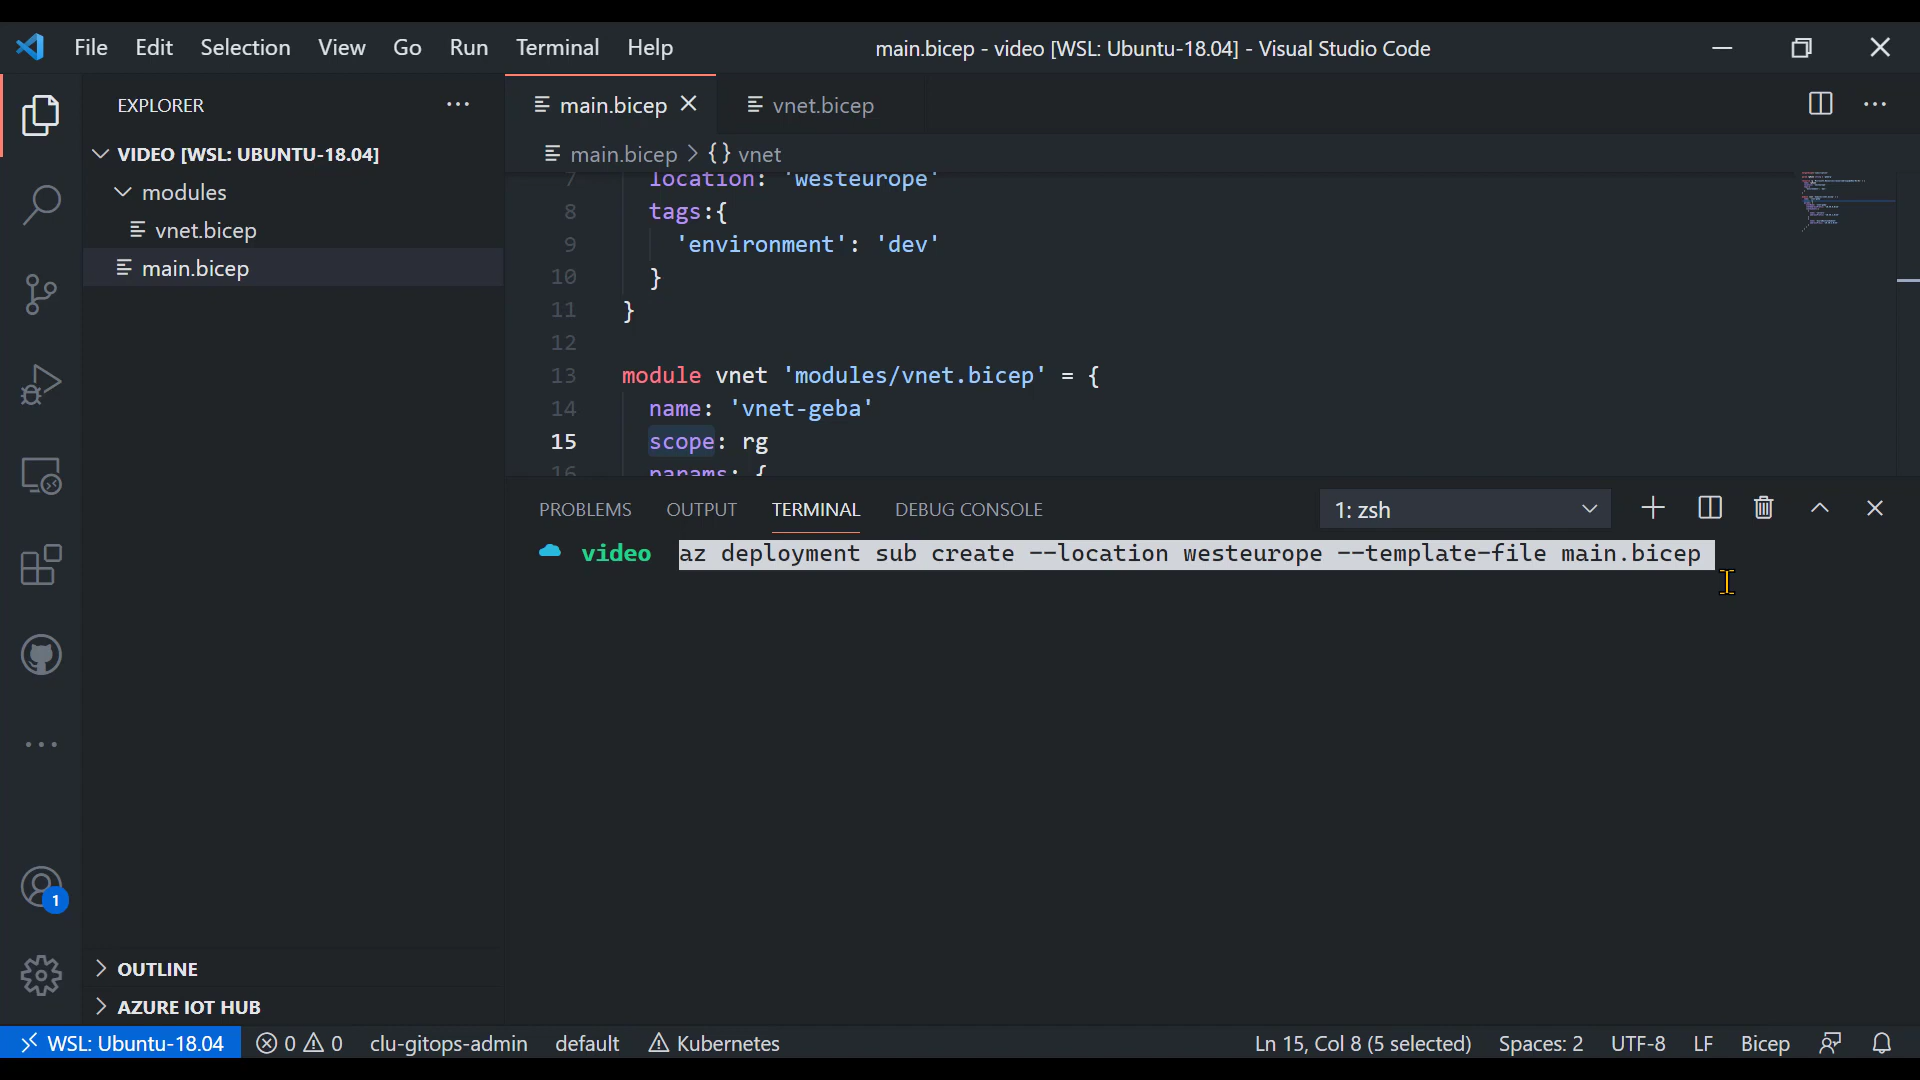 File Edit Selection View Go Run Terminal Help
main.bicep - video [WSL: Ubuntu-18.04] - Visual Studio Code
EXPLORER
VIDEO [WSL: UBUNTU-18.04]
modules
vnet.bicep
main.bicep
OUTLINE
AZURE IOT HUB
main.bicep vnet.bicep
main.bicep > {} vnet
7 location: 'westeurope'
8 tags:{
9 'environment': 'dev'
10 }
11 }
12
13 module vnet 'modules/vnet.bicep' = {
14 name: 'vnet-geba'
15 scope: rg
16 params: {
PROBLEMS OUTPUT TERMINAL DEBUG CONSOLE
1: zsh
video az deployment sub create --location westeurope --template-file main.bicep
1
WSL: Ubuntu-18.04 0 0 clu-gitops-admin default Kubernetes
Ln 15, Col 8 (5 selected) Spaces: 2 UTF-8 LF Bicep